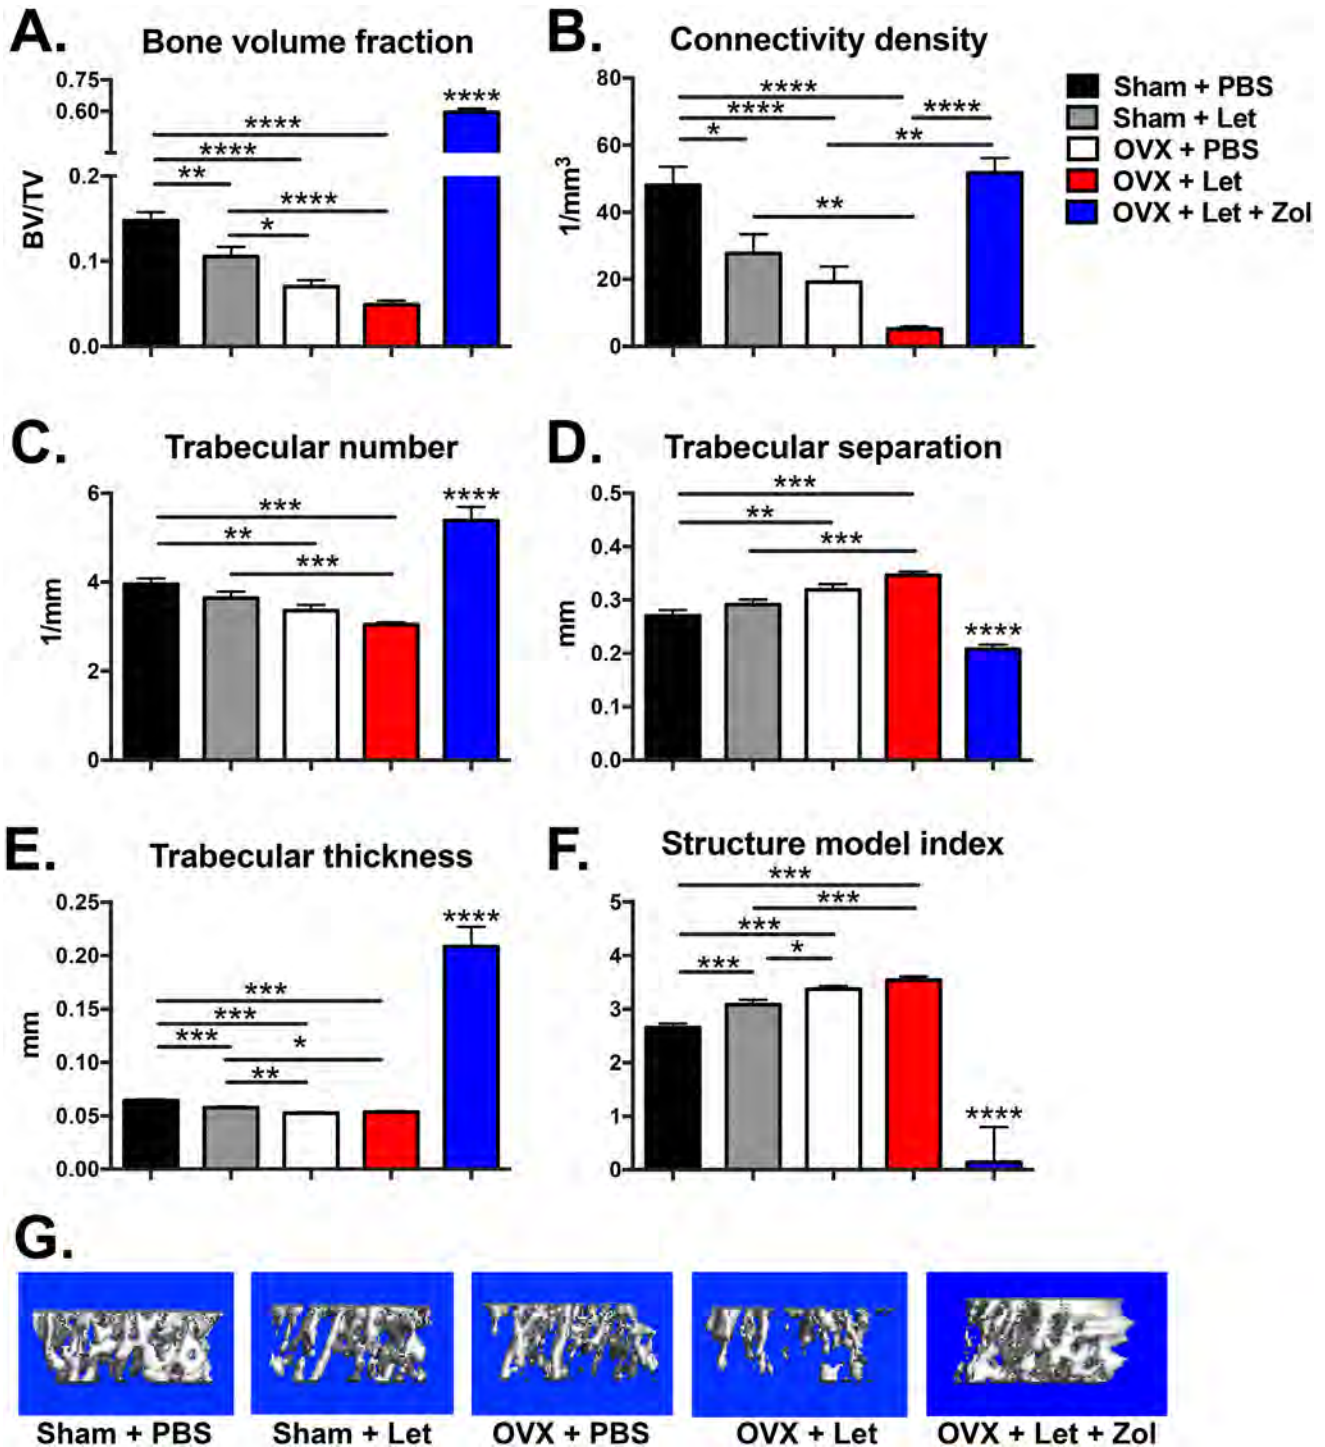 A.
Bone volume fraction
BV/TV
0.75
0.60
0.2
0.1
0.0
****
****
****
**
****
*
B.
Connectivity density
1/mm³
80
60
40
20
0
****
****
****
*
**
**
Sham + PBS
Sham + Let
OVX + PBS
OVX + Let
OVX + Let + Zol
C.
Trabecular number
1/mm
6
4
2
0
****
***
**
***
D.
Trabecular separation
mm
0.5
0.4
0.3
0.2
0.1
0.0
***
**
***
****
E.
Trabecular thickness
mm
0.25
0.20
0.15
0.10
0.05
0.00
****
***
***
***
*
**
F.
Structure model index
5
4
3
2
1
0
***
***
***
*
***
****
G.
Sham + PBS
Sham + Let
OVX + PBS
OVX + Let
OVX + Let + Zol